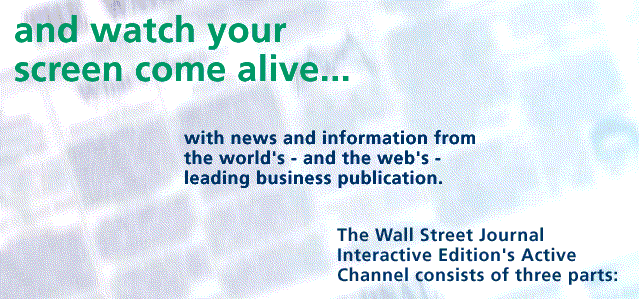 and watch your
screen come alive...
with news and information from
the world's - and the web's -
leading business publication.
The Wall Street Journal
Interactive Edition's Active
Channel consists of three parts: